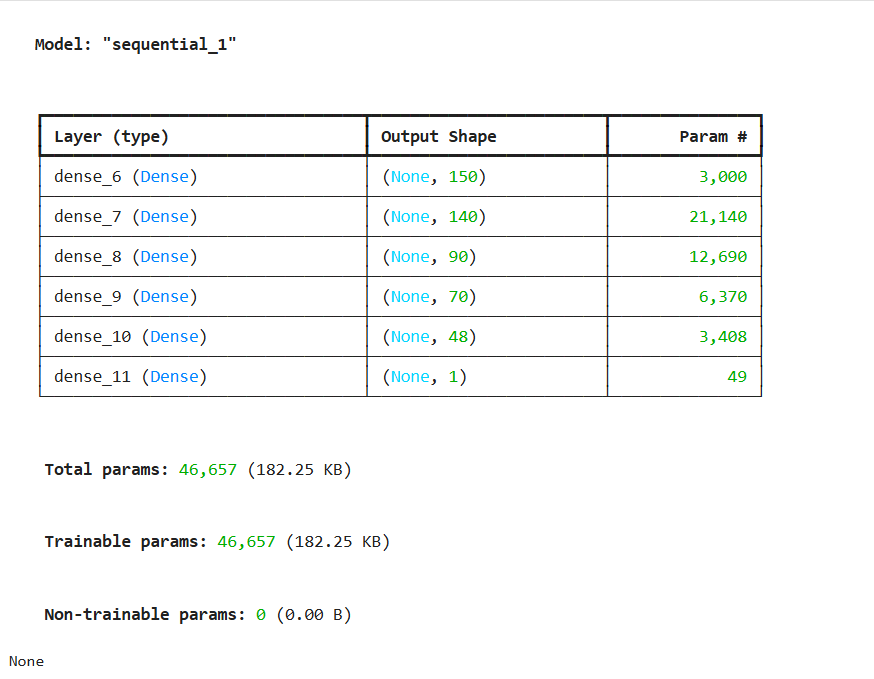 Model: "sequential_1"
Layer (type) Output Shape Param #
dense_6 (Dense) (None, 150) 3,000
dense_7 (Dense) (None, 140) 21,140
dense_8 (Dense) (None, 90) 12,690
dense_9 (Dense) (None, 70) 6,370
dense_10 (Dense) (None, 48) 3,408
dense_11 (Dense) (None, 1) 49
Total params: 46,657 (182.25 KB)
Trainable params: 46,657 (182.25 KB)
Non-trainable params: 0 (0.00 B)
None